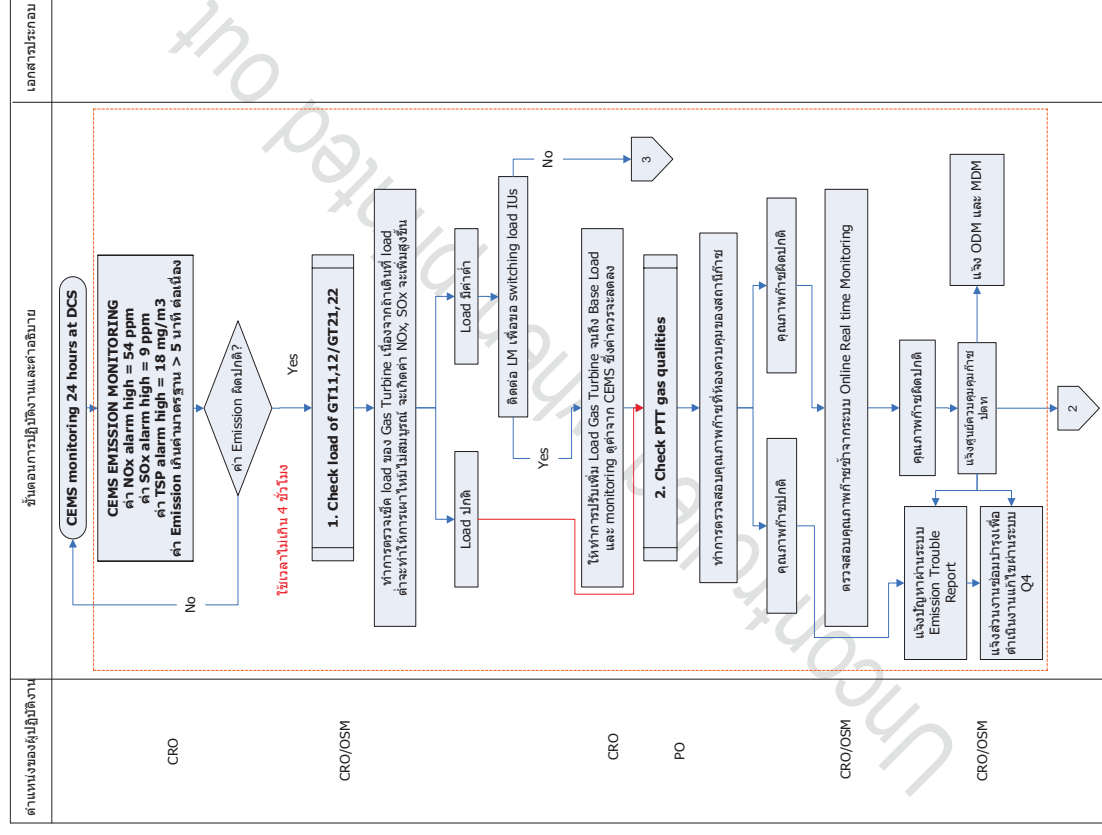 ตำแหน่งของผู้ปฏิบัติงาน
ขั้นตอนการปฏิบัติงานและคำอธิบาย
เอกสารประกอบ
CEMS monitoring 24 hours at DCS
CRO
CEMS EMISSION MONITORING
ค่า NOx alarm high = 54 ppm
ค่า SOx alarm high = 9 ppm
ค่า TSP alarm high = 18 mg/m3
ค่า Emission เกินค่ามาตรฐาน > 5 นาที ต่อเนื่อง
ค่า Emission ผิดปกติ?
No
Yes
ใช้เวลาไม่เกิน 4 ชั่วโมง
CRO/OSM
1. Check load of GT11,12/GT21,22
ทำการตรวจเช็ค load ของ Gas Turbine เนื่องจากถ้าเดินที่ load
ต่ำจะทำให้การเผาไหม้ไม่สมบูรณ์ จะเกิดค่า NOx, SOx จะเพิ่มสูงขึ้น
Load ปกติ
Load มีค่าต่ำ
ติดต่อ LM เพื่อขอ switching load IUs
Yes
No
3
CRO
ให้ทำการปรับเพิ่ม Load Gas Turbine จนถึง Base Load
และ monitoring ดูค่าจาก CEMS ซึ่งค่าควรจะลดลง
PO
2. Check PTT gas qualities
ทำการตรวจสอบคุณภาพก๊าซที่ห้องควบคุมของสถานีก๊าซ
คุณภาพก๊าซปกติ
คุณภาพก๊าซผิดปกติ
CRO/OSM
ตรวจสอบคุณภาพก๊าซซ้ำจากระบบ Online Real time Monitoring
คุณภาพก๊าซผิดปกติ
CRO/OSM
แจ้งปัญหาผ่านระบบ
Emission Trouble
Report
แจ้งศูนย์ควบคุมก๊าซ
ปตท
แจ้ง ODM และ MDM
แจ้งส่วนงานซ่อมบำรุงเพื่อ
ดำเนินงานแก้ไขผ่านระบบ
Q4
2
Uncontrolled when printed out